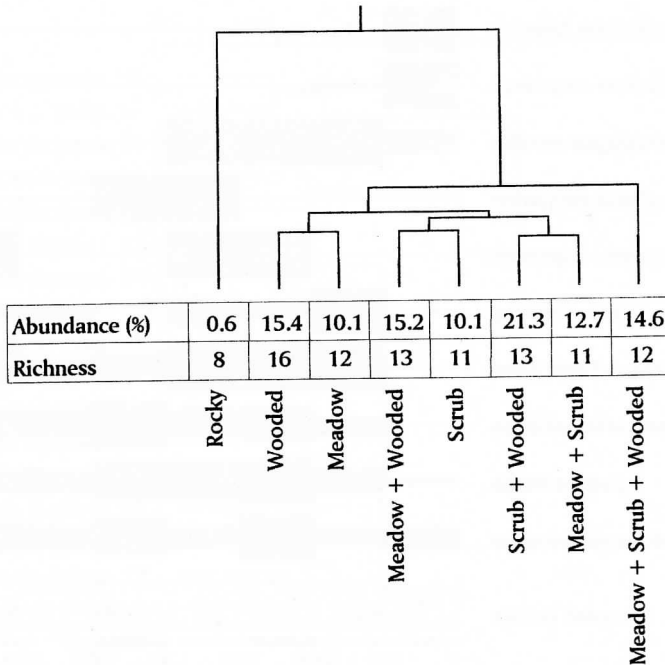 Abundance (%) 0.6 15.4 10.1 15.2 10.1 21.3 12.7 14.6
Richness 8 16 12 13 11 13 11 12
Rocky
Wooded
Meadow
Meadow + Wooded
Scrub
Scrub + Wooded
Meadow + Scrub
Meadow + Scrub + Wooded